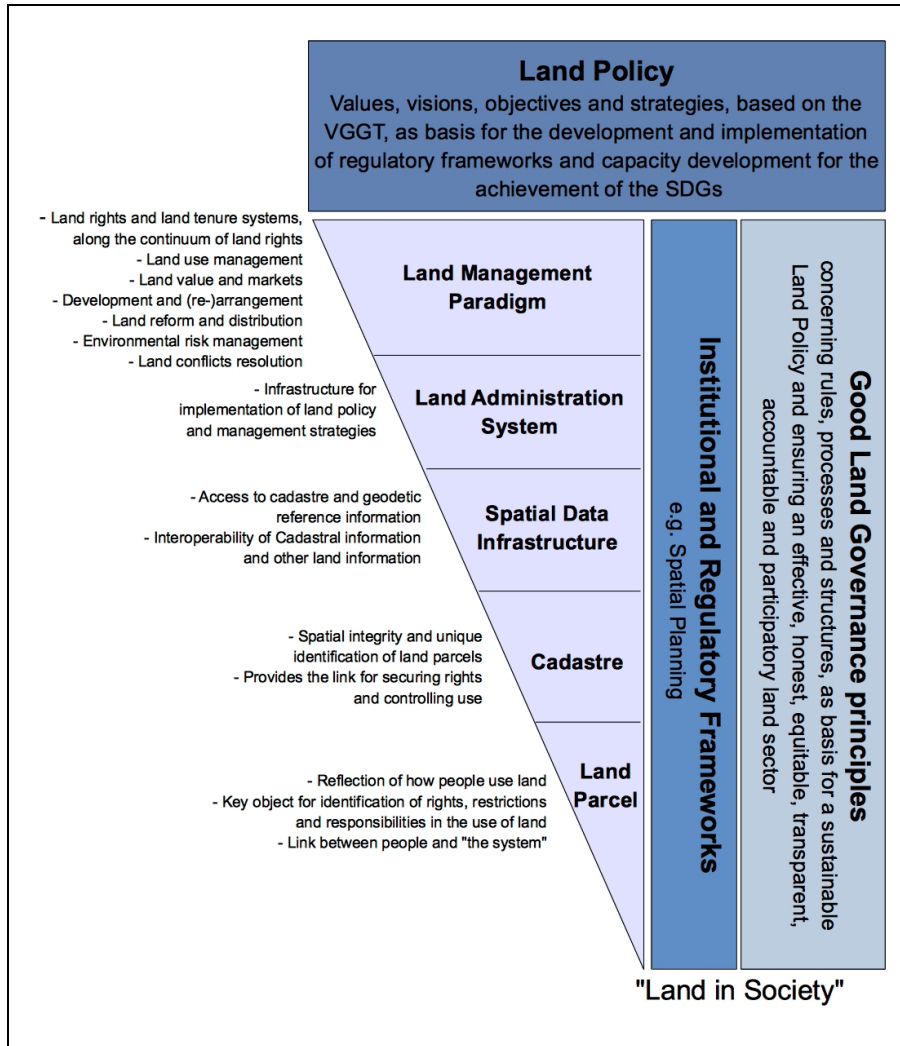 Land Policy
Values, visions, objectives and strategies, based on the
VGGT, as basis for the development and implementation
of regulatory frameworks and capacity development for the
achievement of the SDGs
- Land rights and land tenure systems,
along the continuum of land rights
- Land use management
- Land value and markets
- Development and (re-)arrangement
- Land reform and distribution
- Environmental risk management
- Land conflicts resolution
Land Management
Paradigm
- Infrastructure for
implementation of land policy
and management strategies
Land Administration
System
- Access to cadastre and geodetic
reference information
- Interoperability of Cadastral information
and other land information
Spatial Data
Infrastructure
- Spatial integrity and unique
identification of land parcels
- Provides the link for securing rights
and controlling use
Cadastre
- Reflection of how people use land
- Key object for identification of rights, restrictions
and responsibilities in the use of land
- Link between people and "the system"
Land
Parcel
Institutional and Regulatory Frameworks
e.g. Spatial Planning
Good Land Governance principles
concerning rules, processes and structures, as basis for a sustainable
Land Policy and ensuring an effective, honest, equitable, transparent,
accountable and participatory land sector
"Land in Society"